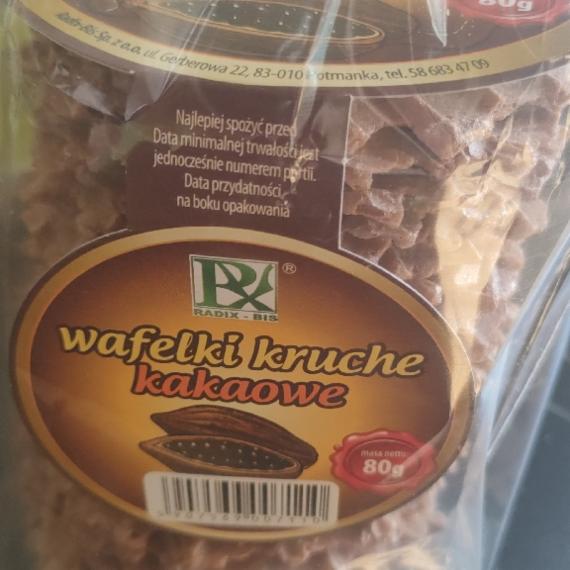 80g
Radix-Bis Sp. z o.o. ul. Gerberowa 22, 83-010 Rotmanka, tel. 58 683 47 09
Najlepiej spożyć przed
Data minimalnej trwałości jest
jednocześnie numerem partii.
Data przydatności
na boku opakowania
RX ®
RADIX - BIS
wafelki kruche
kakaowe
masa netto
80g